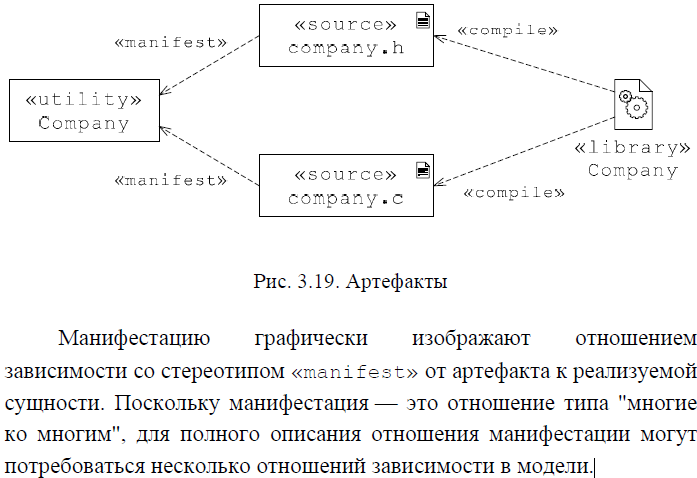 «source»
company.h
«manifest»
«compile»
«utility»
Company
«library»
Company
«manifest»
«source»
company.c
«compile»
Рис. 3.19. Артефакты
Манифестацию графически изображают отношением
зависимости со стереотипом «manifest» от артефакта к реализуемой
сущности. Поскольку манифестация — это отношение типа "многие
ко многим", для полного описания отношения манифестации могут
потребоваться несколько отношений зависимости в модели.